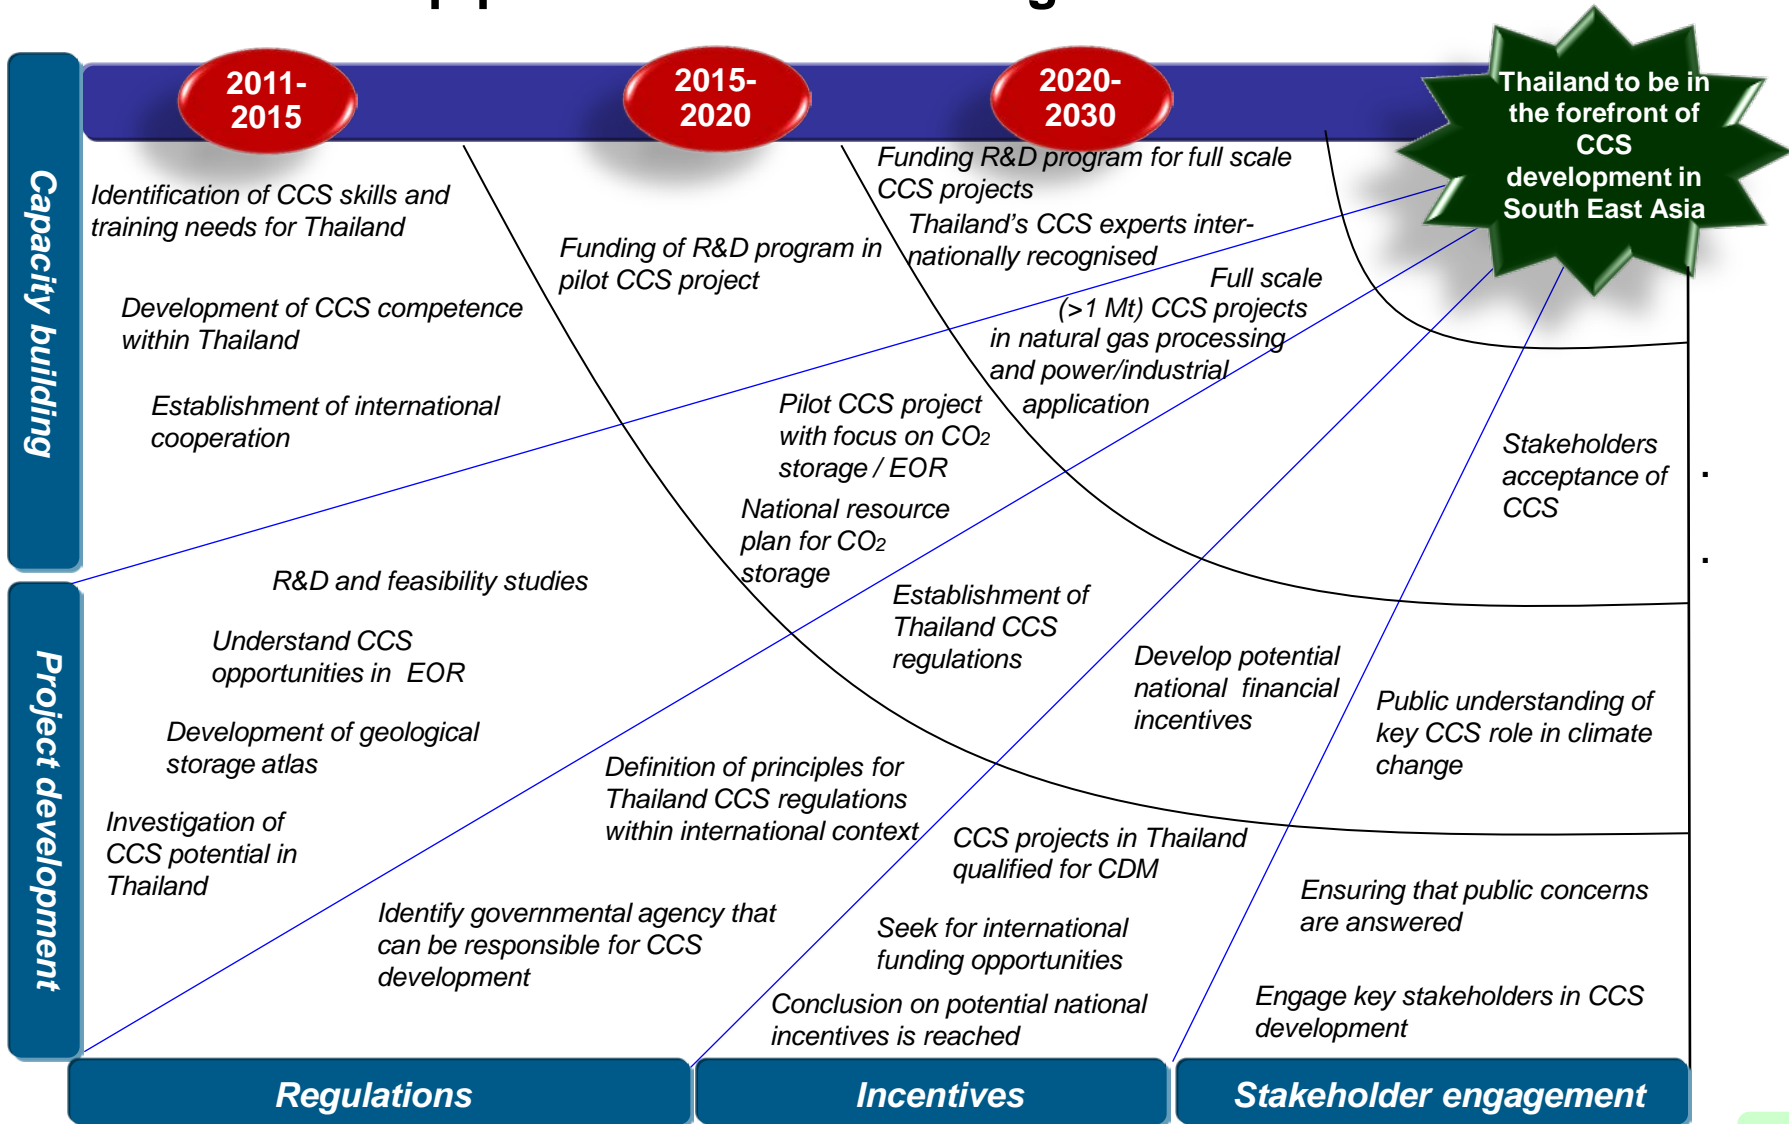 2011-
2015
2015-
2020
2020-
2030
Thailand to be in
the forefront of
CCS
development in
South East Asia
Capacity building
Identification of CCS skills and
training needs for Thailand
Development of CCS competence
within Thailand
Establishment of international
cooperation
Funding of R&D program in
pilot CCS project
Funding R&D program for full scale
CCS projects
Thailand's CCS experts inter-
nationally recognised
Project development
R&D and feasibility studies
Understand CCS
opportunities in EOR
Development of geological
storage atlas
Investigation of
CCS potential in
Thailand
Pilot CCS project
with focus on CO2
storage / EOR
National resource
plan for CO2
storage
Full scale
(>1 Mt) CCS projects
in natural gas processing
and power/industrial
application
Identify governmental agency that
can be responsible for CCS
development
Definition of principles for
Thailand CCS regulations
within international context
Establishment of
Thailand CCS
regulations
Regulations
Conclusion on potential national
incentives is reached
Seek for international
funding opportunities
CCS projects in Thailand
qualified for CDM
Develop potential
national financial
incentives
Incentives
Engage key stakeholders in CCS
development
Ensuring that public concerns
are answered
Public understanding of
key CCS role in climate
change
Stakeholders
acceptance of
CCS
.
.
Stakeholder engagement